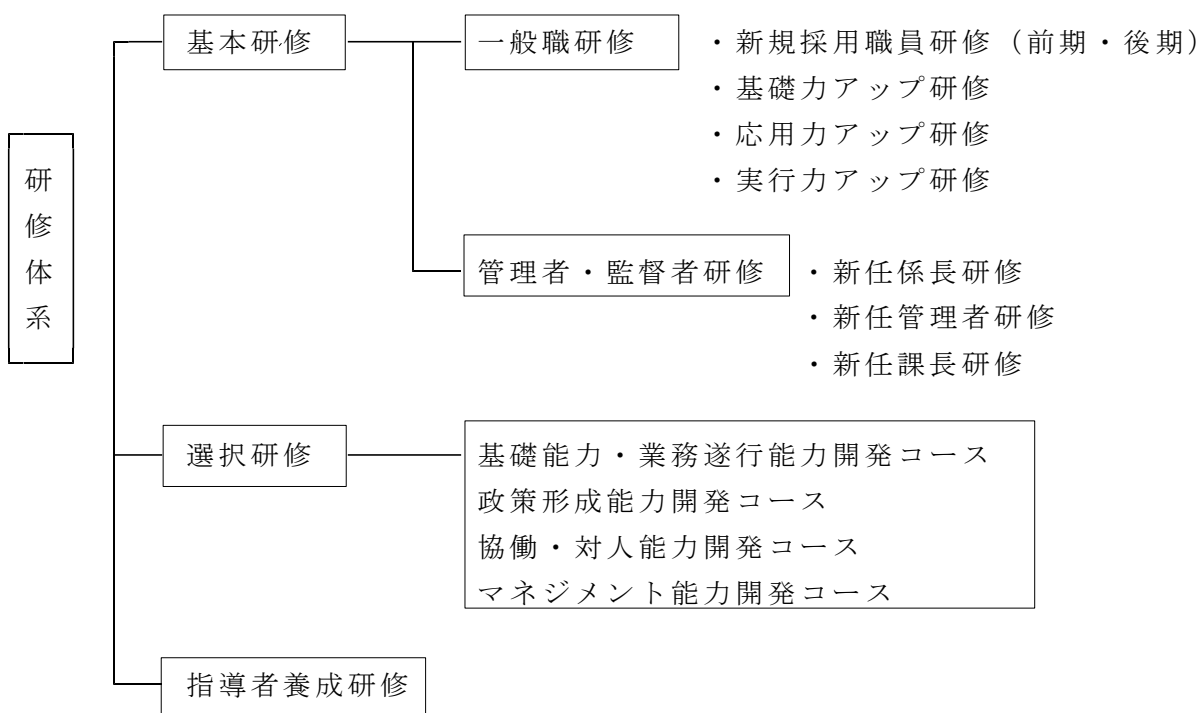 研修体系
基本研修
一般職研修
・新規採用職員研修（前期・後期）
・基礎力アップ研修
・応用力アップ研修
・実行力アップ研修
管理者・監督者研修
・新任係長研修
・新任管理者研修
・新任課長研修
選択研修
基礎能力・業務遂行能力開発コース
政策形成能力開発コース
協働・対人能力開発コース
マネジメント能力開発コース
指導者養成研修